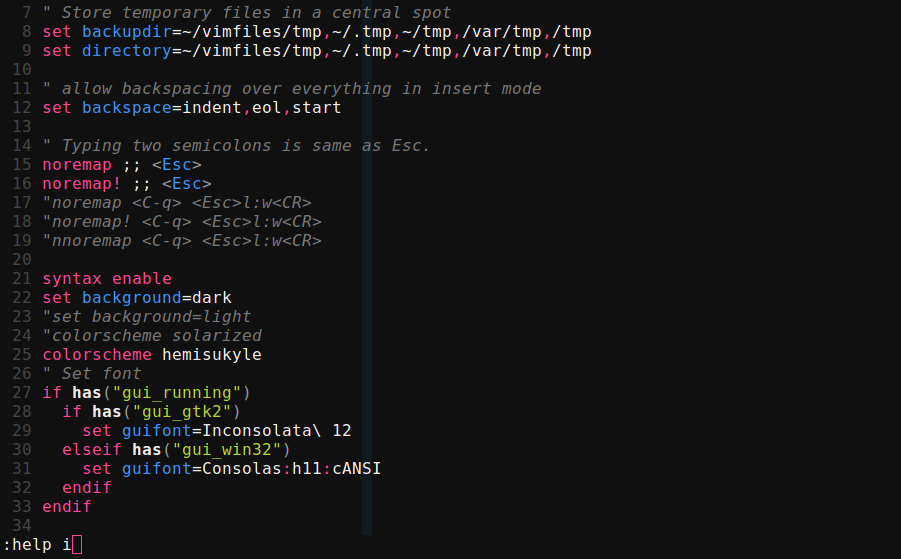 7 " Store temporary files in a central spot
8 set backupdir=~/vimfiles/tmp,~/.tmp,~/tmp,/var/tmp,/tmp
9 set directory=~/vimfiles/tmp,~/.tmp,~/tmp,/var/tmp,/tmp
10
11 " allow backspacing over everything in insert mode
12 set backspace=indent,eol,start
13
14 " Typing two semicolons is same as Esc.
15 noremap ;; <Esc>
16 noremap! ;; <Esc>
17 "noremap <C-q> <Esc>l:w<CR>
18 "noremap! <C-q> <Esc>l:w<CR>
19 "nnoremap <C-q> <Esc>l:w<CR>
20
21 syntax enable
22 set background=dark
23 "set background=light
24 "colorscheme solarized
25 colorscheme hemisukyle
26 " Set font
27 if has("gui_running")
28   if has("gui_gtk2")
29     set guifont=Inconsolata\ 12
30   elseif has("gui_win32")
31     set guifont=Consolas:h11:cANSI
32   endif
33 endif
34
:help i